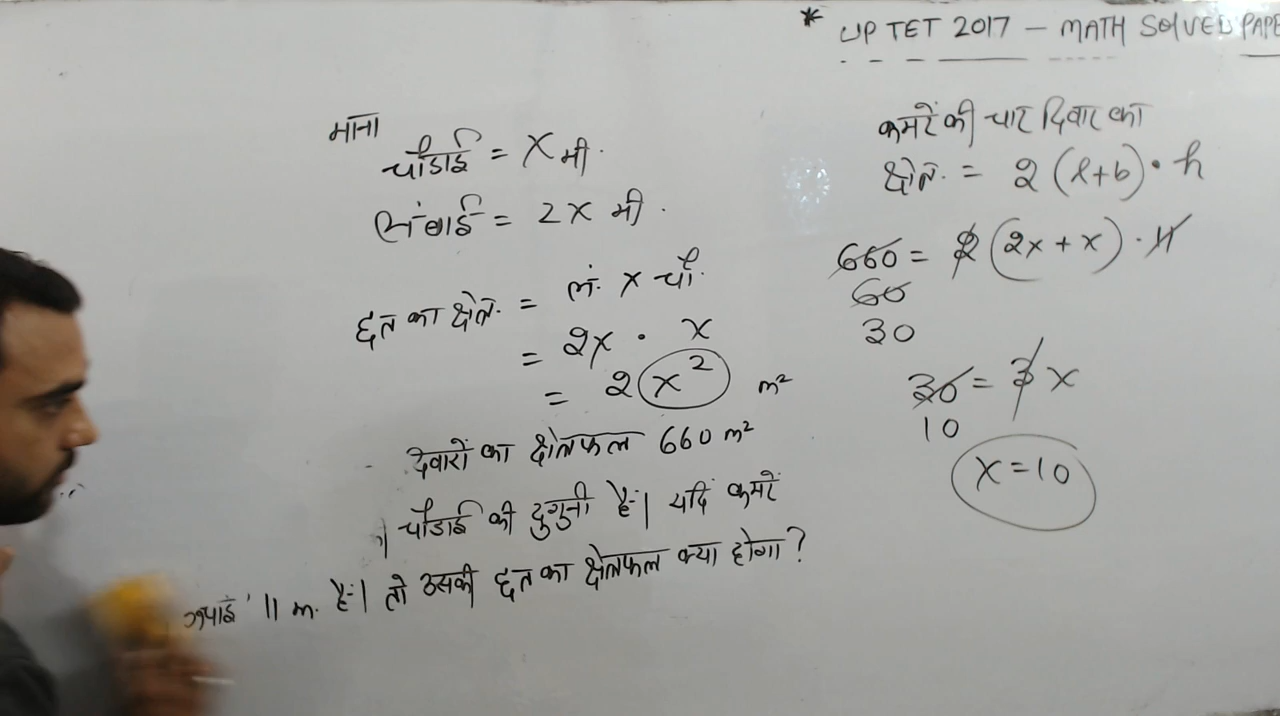 * UP TET 2017 - MATH SOLVED PAPE
माना
चौडाई = x मी.
लंबाई = 2x मी.
छत का क्षेत्र. = लं. x चौ.
= 2x · x
= 2x² m²
देवारों का क्षेत्रफल 660 m²
चौडाई की दुगुनी है। यदि कमरें
11 m. है। तो उसकी छत का क्षेत्रफल क्या होगा?
कमरें की चार दिवार का
क्षेत्र. = 2(l+b)·h
660 = 2(2x+x)·11
60
30
30 = 3x
10
x=10